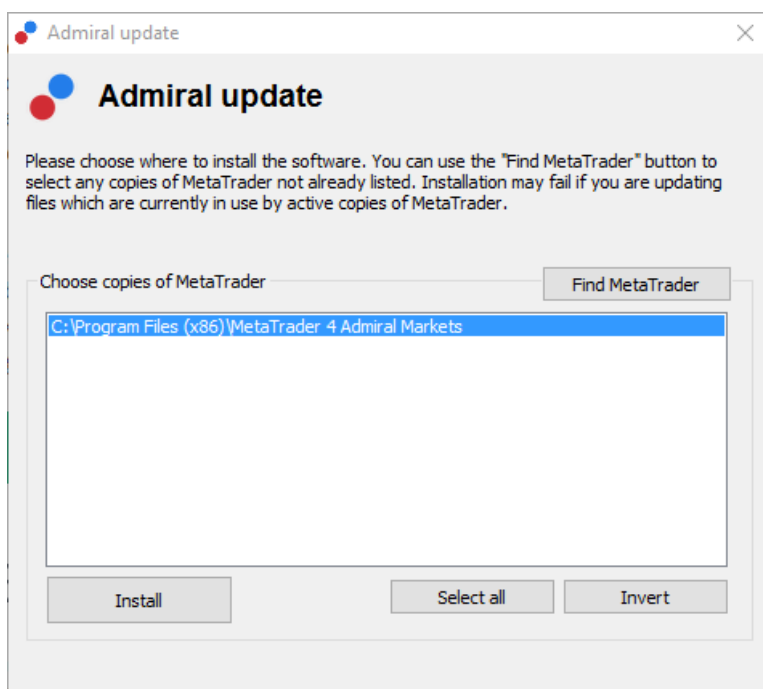 Admiral update
Admiral update
Please choose where to install the software. You can use the "Find MetaTrader" button to
select any copies of MetaTrader not already listed. Installation may fail if you are updating
files which are currently in use by active copies of MetaTrader.
Choose copies of MetaTrader
Find MetaTrader
C:\Program Files (x86)\MetaTrader 4 Admiral Markets
Install
Select all
Invert